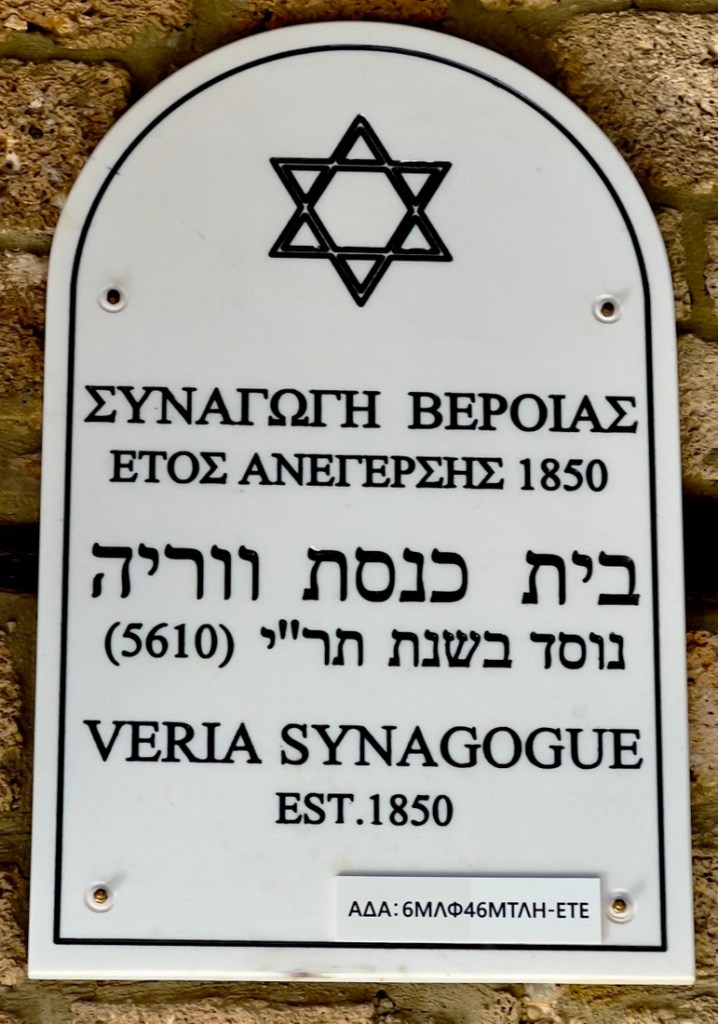 ΣΥΝΑΓΩΓΗ ΒΕΡΟΙΑΣ
ΕΤΟΣ ΑΝΕΓΕΡΣΗΣ 1850
בית כנסת ווריה
נוסד בשנת תר"י (5610)
VERIA SYNAGOGUE
EST.1850
ΑΔΑ:6ΜΛΦ46ΜΤΛΗ-ΕΤΕ